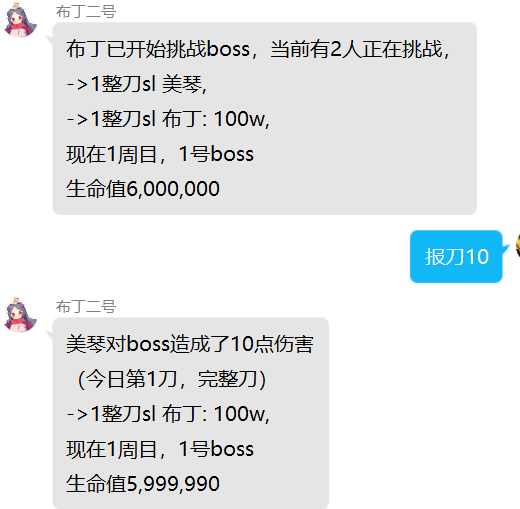 布丁二号
布丁已开始挑战boss，当前有2人正在挑战，
->1整刀sl 美琴,
->1整刀sl 布丁: 100w,
现在1周目，1号boss
生命值6,000,000
报刀10
布丁二号
美琴对boss造成了10点伤害
（今日第1刀，完整刀）
->1整刀sl 布丁: 100w,
现在1周目，1号boss
生命值5,999,990